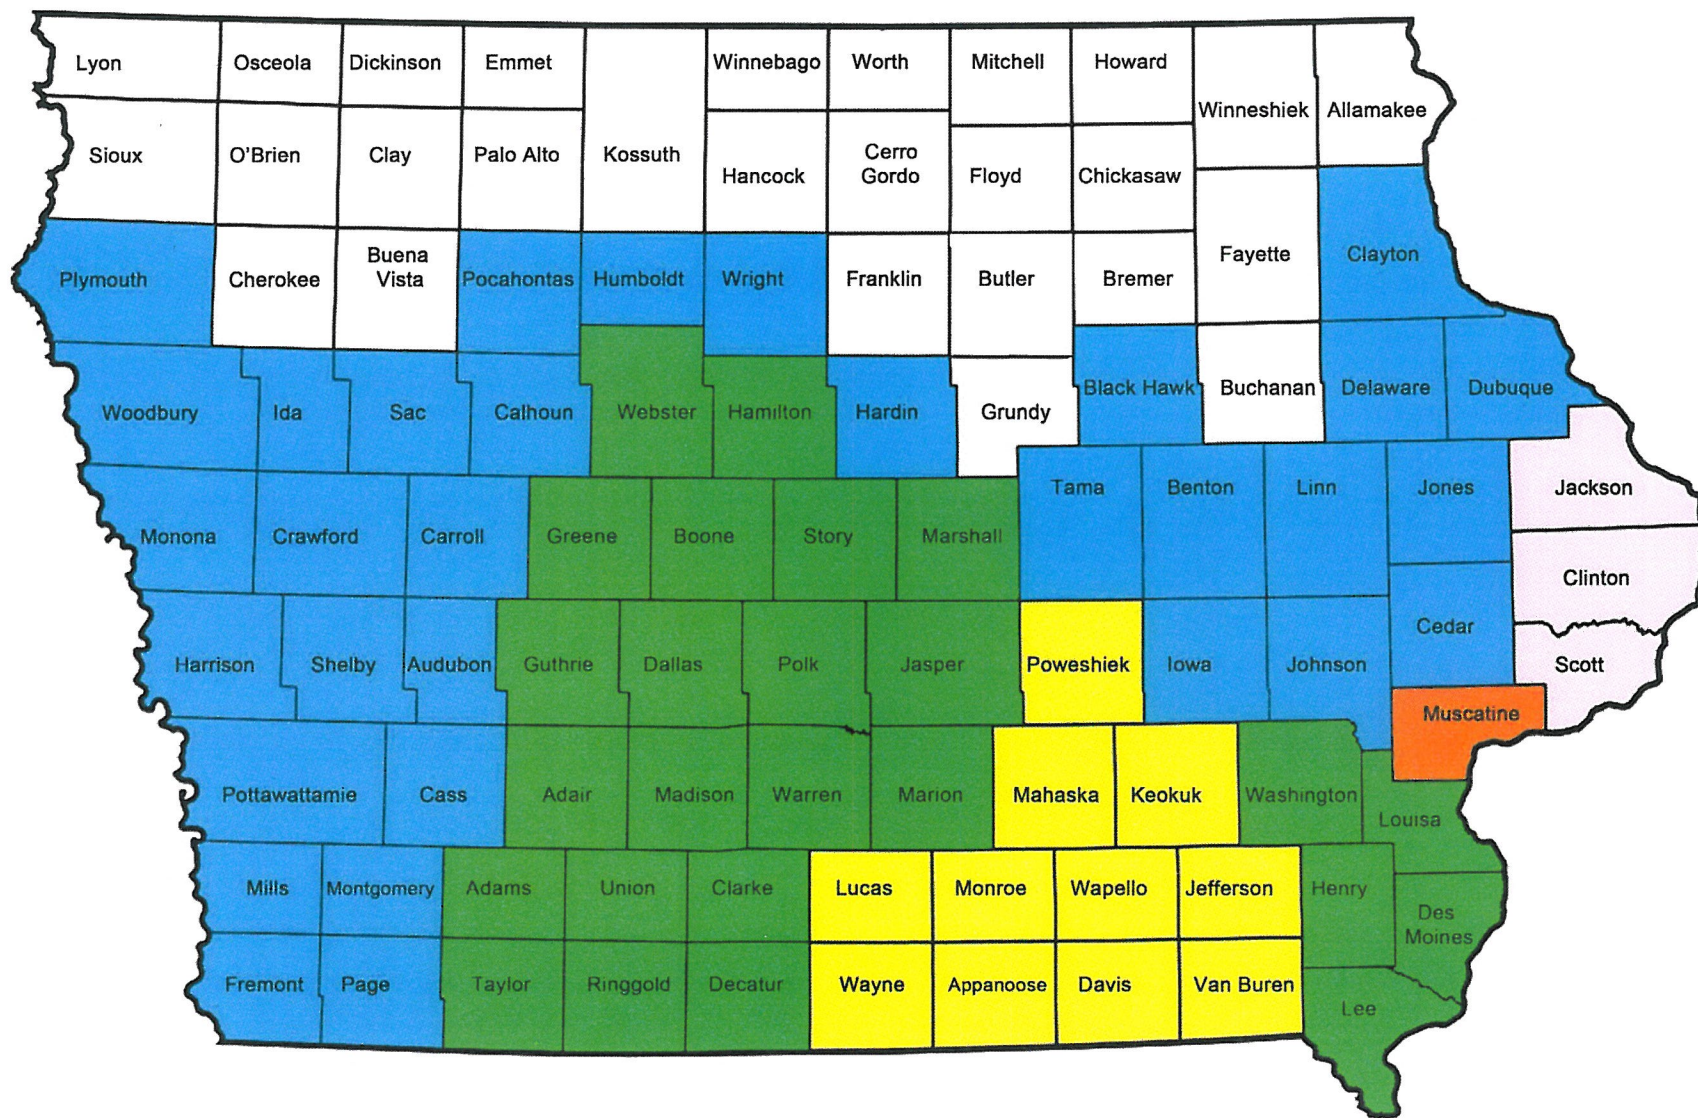 Lyon
Osceola
Dickinson
Emmet
Winnebago
Worth
Mitchell
Howard
Winneshiek
Allamakee
Sioux
O'Brien
Clay
Palo Alto
Kossuth
Hancock
Cerro
Gordo
Floyd
Chickasaw
Plymouth
Cherokee
Buena
Vista
Pocahontas
Humboldt
Wright
Franklin
Butler
Bremer
Fayette
Clayton
Woodbury
Ida
Sac
Calhoun
Webster
Hamilton
Hardin
Grundy
Black Hawk
Buchanan
Delaware
Dubuque
Monona
Crawford
Carroll
Greene
Boone
Story
Marshall
Tama
Benton
Linn
Jones
Jackson
Clinton
Harrison
Shelby
Audubon
Guthrie
Dallas
Polk
Jasper
Poweshiek
Iowa
Johnson
Cedar
Scott
Muscatine
Pottawattamie
Cass
Adair
Madison
Warren
Marion
Mahaska
Keokuk
Washington
Louisa
Mills
Montgomery
Adams
Union
Clarke
Lucas
Monroe
Wapello
Jefferson
Henry
Des
Moines
Fremont
Page
Taylor
Ringgold
Decatur
Wayne
Appanoose
Davis
Van Buren
Lee